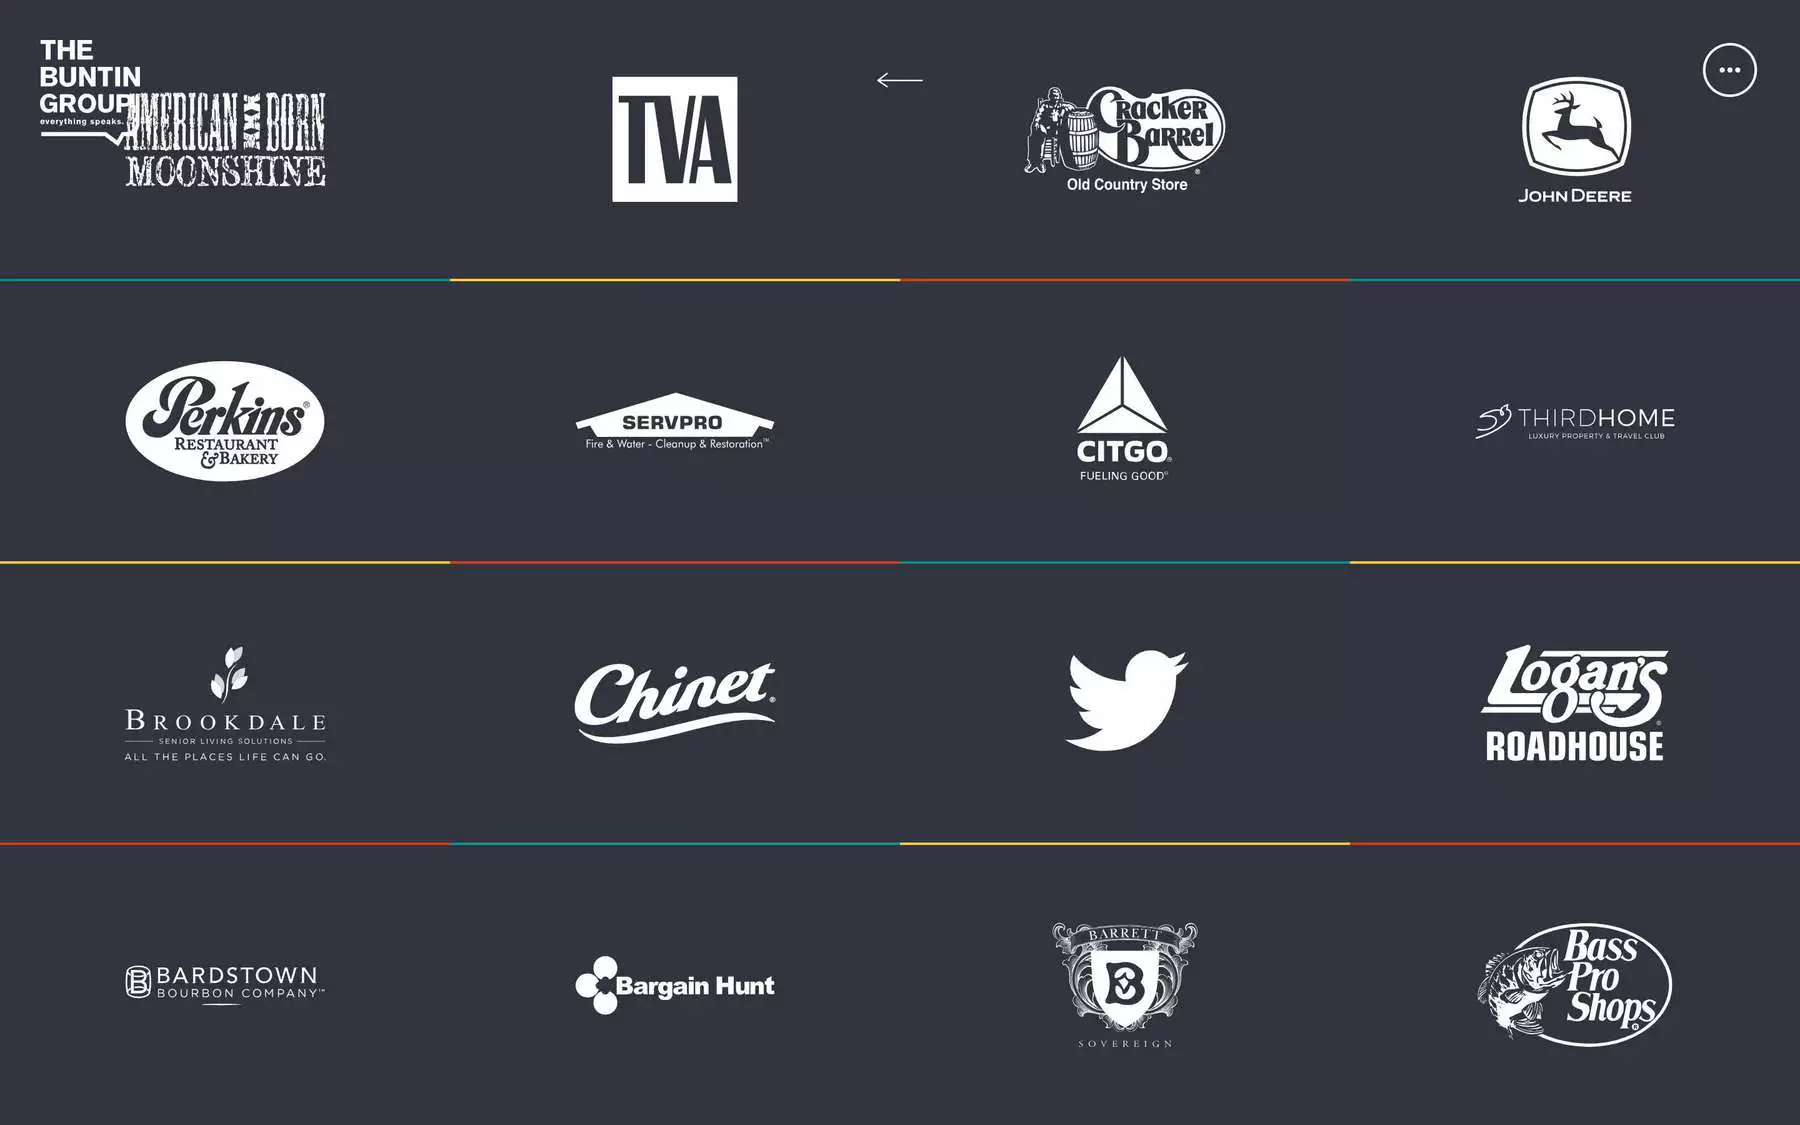 THE
BUNTIN
GROUP
everything speaks.
AMERICAN BORN
MOONSHINE
TVA
Cracker
Barrel
®
Old Country Store
JOHN DEERE
Perkins®
RESTAURANT
& BAKERY
SERVPRO
Fire & Water - Cleanup & Restoration™
CITGO®
FUELING GOOD®
THIRDHOME
LUXURY PROPERTY & TRAVEL CLUB
BROOKDALE
SENIOR LIVING SOLUTIONS
ALL THE PLACES LIFE CAN GO.
Chinet®
Logan's®
ROADHOUSE
B BARDSTOWN
BOURBON COMPANY™
Bargain Hunt
BARRETT
B
SOVEREIGN
Bass
Pro
Shops®